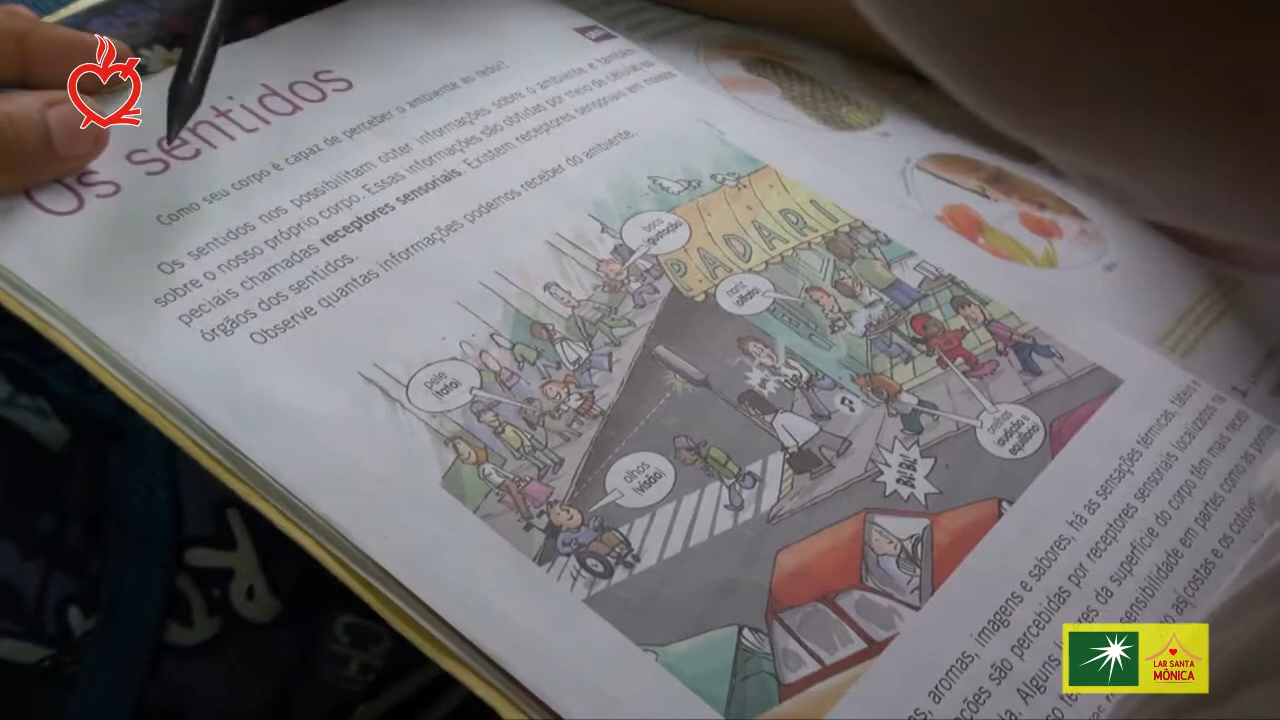 Os sentidos
Como seu corpo é capaz de perceber o ambiente ao redor?
Os sentidos nos possibilitam obter informações sobre o ambiente e também
sobre o nosso próprio corpo. Essas informações são obtidas por meio de células es
peciais chamadas receptores sensoriais. Existem receptores sensoriais em nossos
órgãos dos sentidos.
Observe quantas informações podemos receber do ambiente.
boca
(gustação)
PADARI
nariz
(olfato)
pele
(tato)
orelhas
(audição e
equilíbrio)
olhos
(visão)
BI BI!
1.
aromas, imagens e sabores, há as sensações térmicas, táteis
são percebidas por receptores sensoriais localizados
Alguns da superfície do corpo têm mais
sensibilidade em partes como as
as costas e os
LAR SANTA
MÔNICA